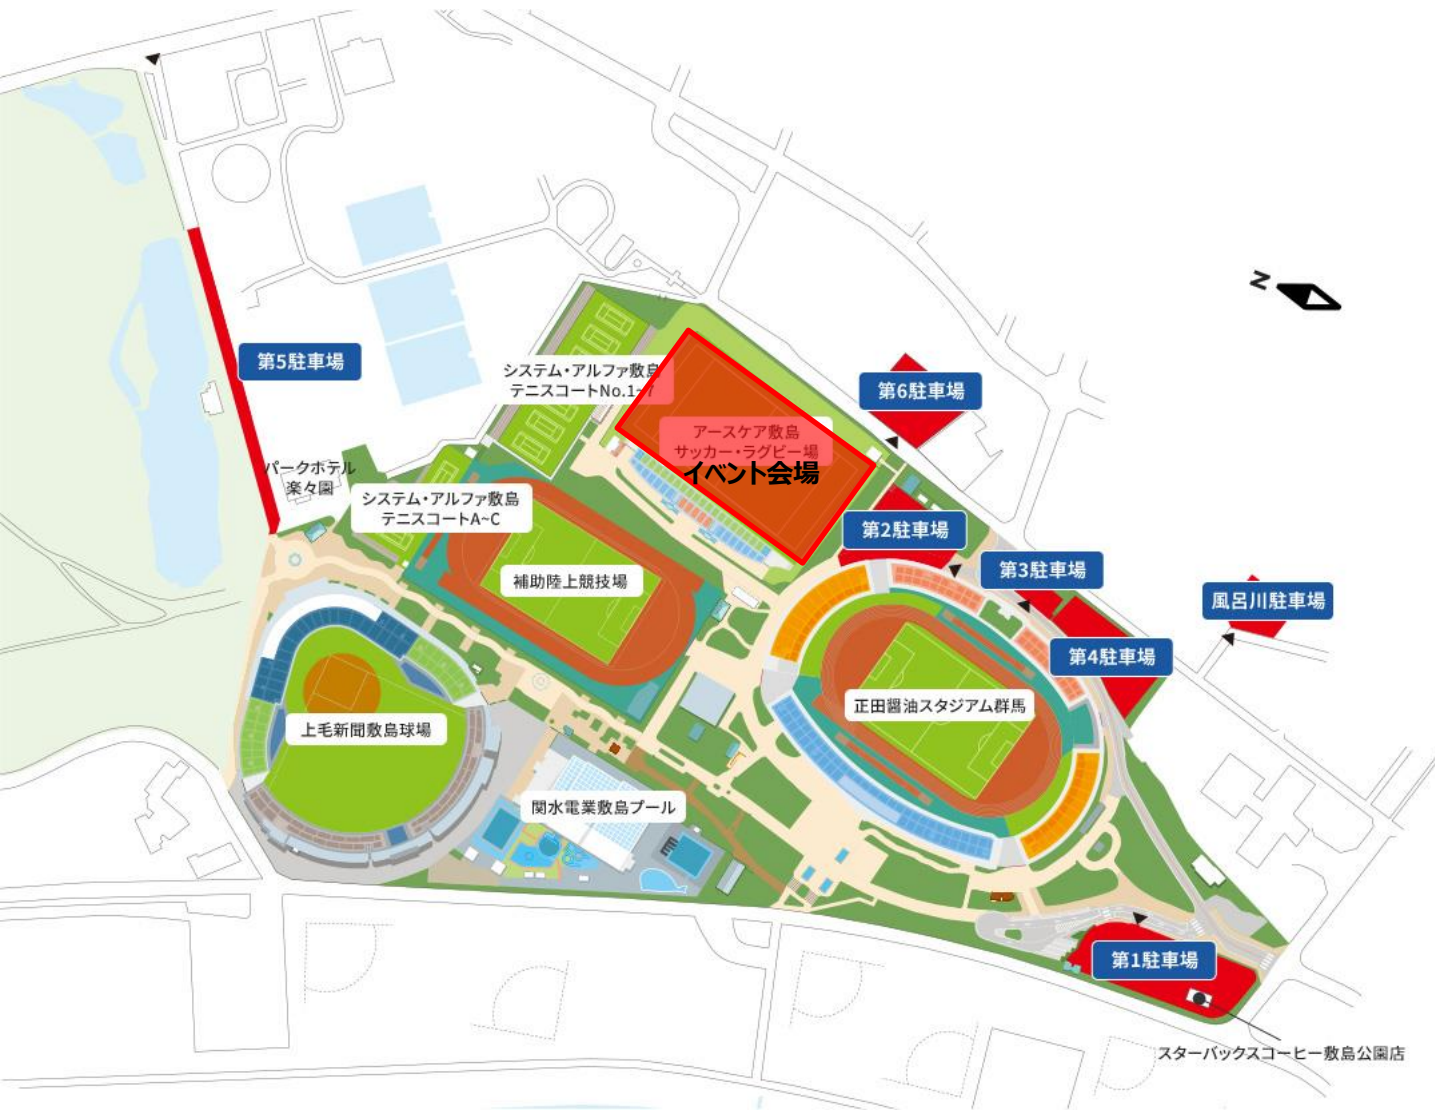 N
第5駐車場
システム・アルファ敷島
テニスコートNo.1~7
第6駐車場
アースケア敷島
サッカー・ラグビー場
イベント会場
パークホテル
楽々園
システム・アルファ敷島
テニスコートA~C
第2駐車場
第3駐車場
補助陸上競技場
風呂川駐車場
第4駐車場
正田醤油スタジアム群馬
上毛新聞敷島球場
関水電業敷島プール
第1駐車場
スターバックスコーヒー敷島公園店